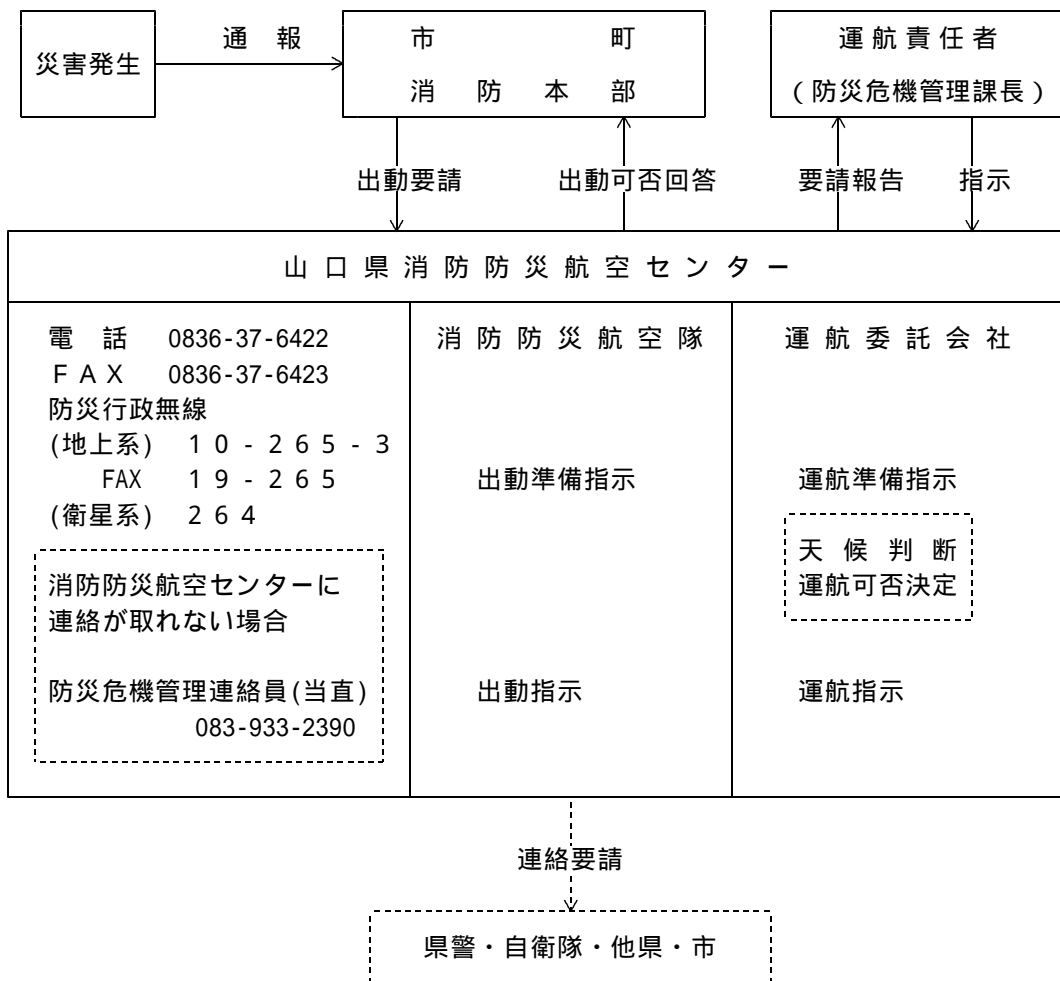 災害発生
通 報
市 町
消 防 本 部
運航責任者
(防災危機管理課長)
出動要請
出動可否回答
要請報告
指示
山口県消防防災航空センター
電 話 0836-37-6422
FAX 0836-37-6423
防災行政無線
(地上系) 10-265-3
FAX 19-265
(衛星系) 264
消防防災航空センターに
連絡が取れない場合
防災危機管理連絡員(当直)
083-933-2390
消防防災航空隊
出動準備指示
出動指示
運航委託会社
運航準備指示
天候判断
運航可否決定
運航指示
連絡要請
県警・自衛隊・他県・市